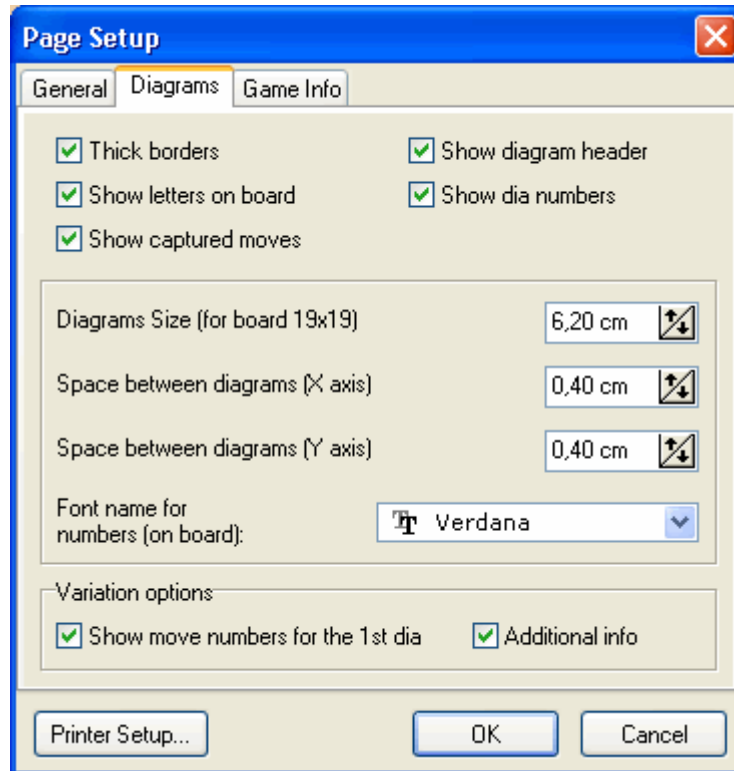 Page Setup
General Diagrams Game Info
Thick borders Show diagram header
Show letters on board Show dia numbers
Show captured moves
Diagrams Size (for board 19x19) 6,20 cm
Space between diagrams (X axis) 0,40 cm
Space between diagrams (Y axis) 0,40 cm
Font name for
numbers (on board): Verdana
Variation options
Show move numbers for the 1st dia Additional info
Printer Setup... OK Cancel